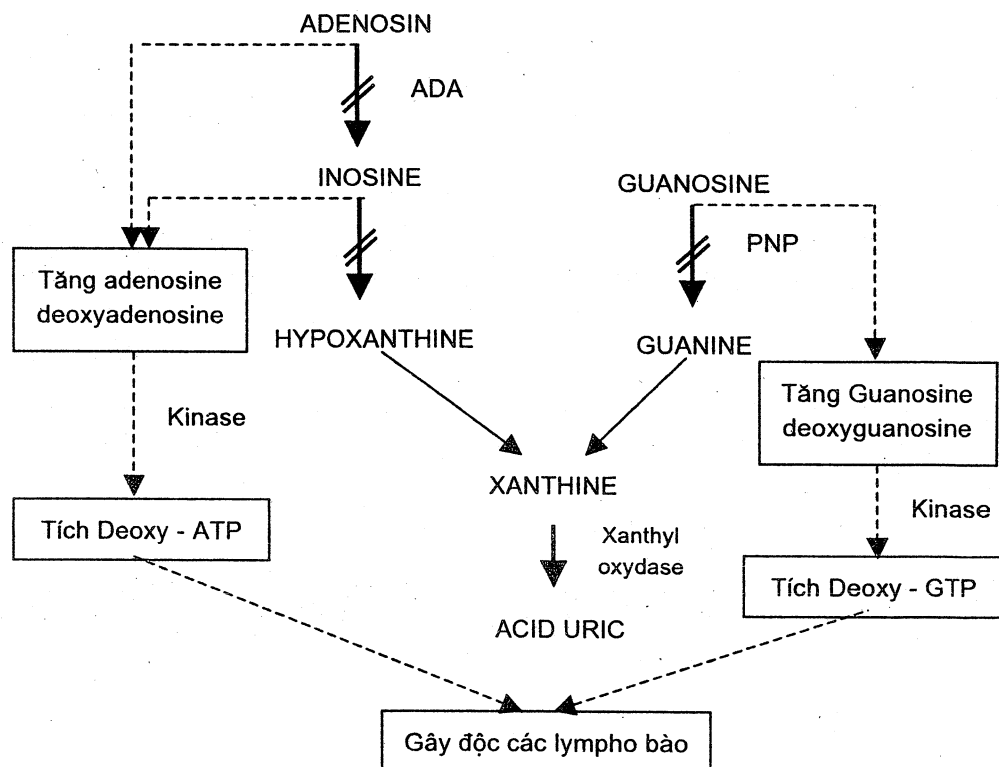 ADENOSIN
ADA
INOSINE
GUANOSINE
PNP
Tăng adenosine
deoxyadenosine
HYPOXANTHINE
GUANINE
Tăng Guanosine
deoxyguanosine
Kinase
XANTHINE
Kinase
Tích Deoxy - ATP
Xanthyl
oxydase
Tích Deoxy - GTP
ACID URIC
Gây độc các lympho bào